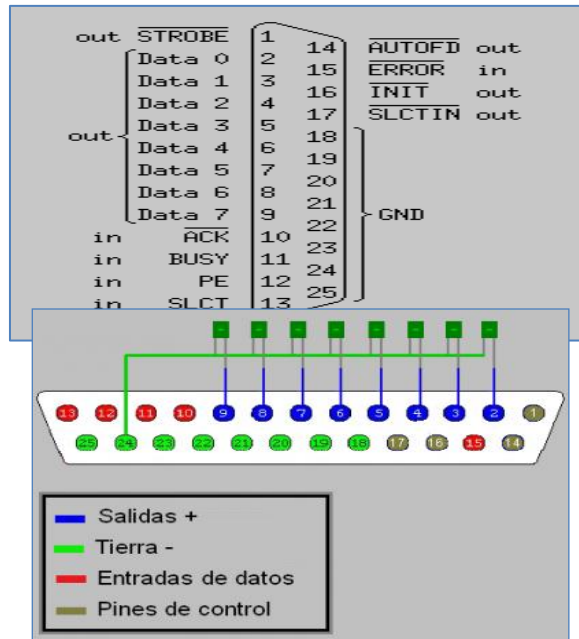 out STROBE 1 14 AUTOFD out
Data 0 2 15 ERROR in
Data 1 3 16 INIT out
Data 2 4 17 SLCTIN out
out Data 3 5 18
Data 4 6 19
Data 5 7 20
Data 6 8 21 GND
Data 7 9 22
in ACK 10 23
in BUSY 11 24
in PE 12 25
in SLCT 13
13 12 11 10 9 8 7 6 5 4 3 2 1
25 24 23 22 21 20 19 18 17 16 15 14
Salidas +
Tierra -
Entradas de datos
Pines de control